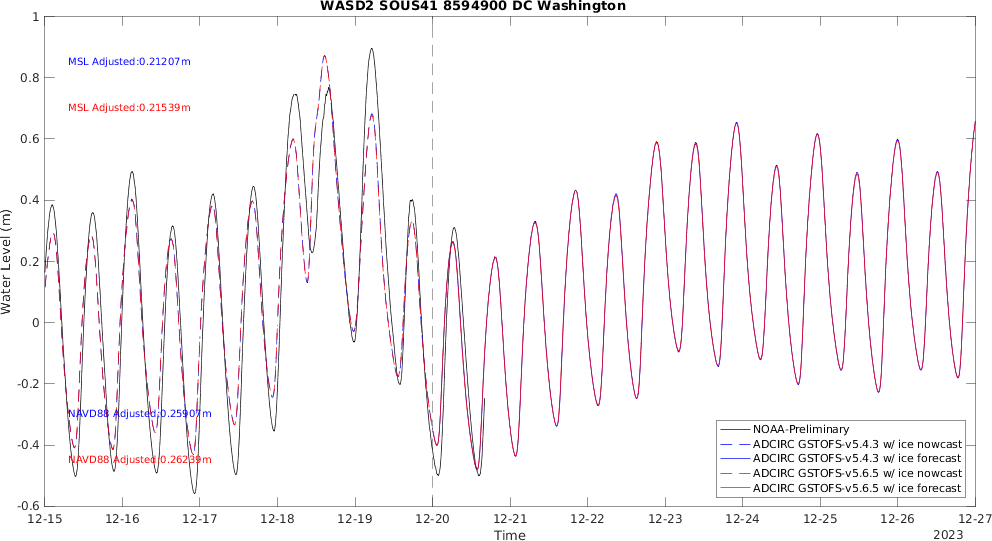 WASD2 SOUS41 8594900 DC Washington
1
0.8
0.6
0.4
0.2
0
-0.2
-0.4
-0.6
Water Level (m)
MSL Adjusted:0.21207m
MSL Adjusted:0.21539m
NAVD88 Adjusted:0.25907m
NAVD88 Adjusted:0.26239m
NOAA-Preliminary
ADCIRC GSTOFS-v5.4.3 w/ ice nowcast
ADCIRC GSTOFS-v5.4.3 w/ ice forecast
ADCIRC GSTOFS-v5.6.5 w/ ice nowcast
ADCIRC GSTOFS-v5.6.5 w/ ice forecast
12-15 12-16 12-17 12-18 12-19 12-20 12-21 12-22 12-23 12-24 12-25 12-26 12-27
Time
2023